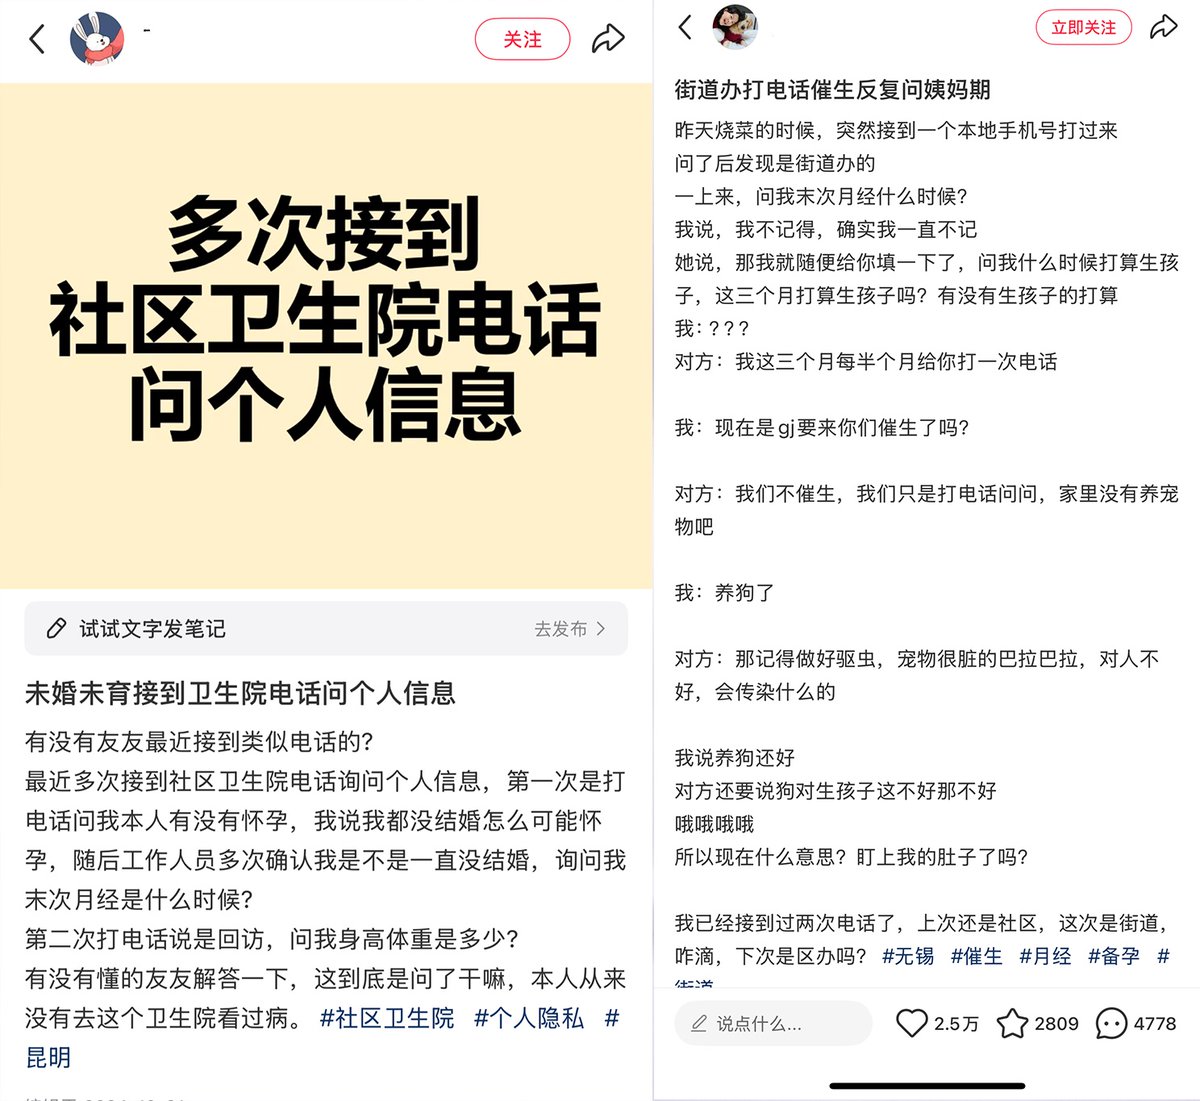 -
关注
多次接到
社区卫生院电话
问个人信息
试试文字发笔记
去发布
未婚未育接到卫生院电话问个人信息
有没有友友最近接到类似电话的？
最近多次接到社区卫生院电话询问个人信息，第一次是打
电话问我本人有没有怀孕，我说我都没结婚怎么可能怀
孕，随后工作人员多次确认我是不是一直没结婚，询问我
末次月经是什么时候？
第二次打电话说是回访，问我身高体重是多少？
有没有懂的友友解答一下，这到底是问了干嘛，本人从来
没有去这个卫生院看过病。 #社区卫生院 #个人隐私 #
昆明
立即关注
街道办打电话催生反复问姨妈期
昨天烧菜的时候，突然接到一个本地手机号打过来
问了后发现是街道办的
一上来，问我末次月经什么时候？
我说，我不记得，确实我一直不记
她说，那我就随便给你填一下了，问我什么时候打算生孩
子，这三个月打算生孩子吗？有没有生孩子的打算
我：？？？
对方：我这三个月每半个月给你打一次电话
我：现在是gj要来你们催生了吗？
对方：我们不催生，我们只是打电话问问，家里没有养宠
物吧
我：养狗了
对方：那记得做好驱虫，宠物很脏的巴拉巴拉，对人不
好，会传染什么的
我说养狗还好
对方还要说狗对生孩子这不好那不好
哦哦哦哦
所以现在什么意思？盯上我的肚子了吗？
我已经接到过两次电话了，上次还是社区，这次是街道，
咋滴，下次是区办吗？ #无锡 #催生 #月经 #备孕 #
街道
说点什么...
2.5万
2809
4778